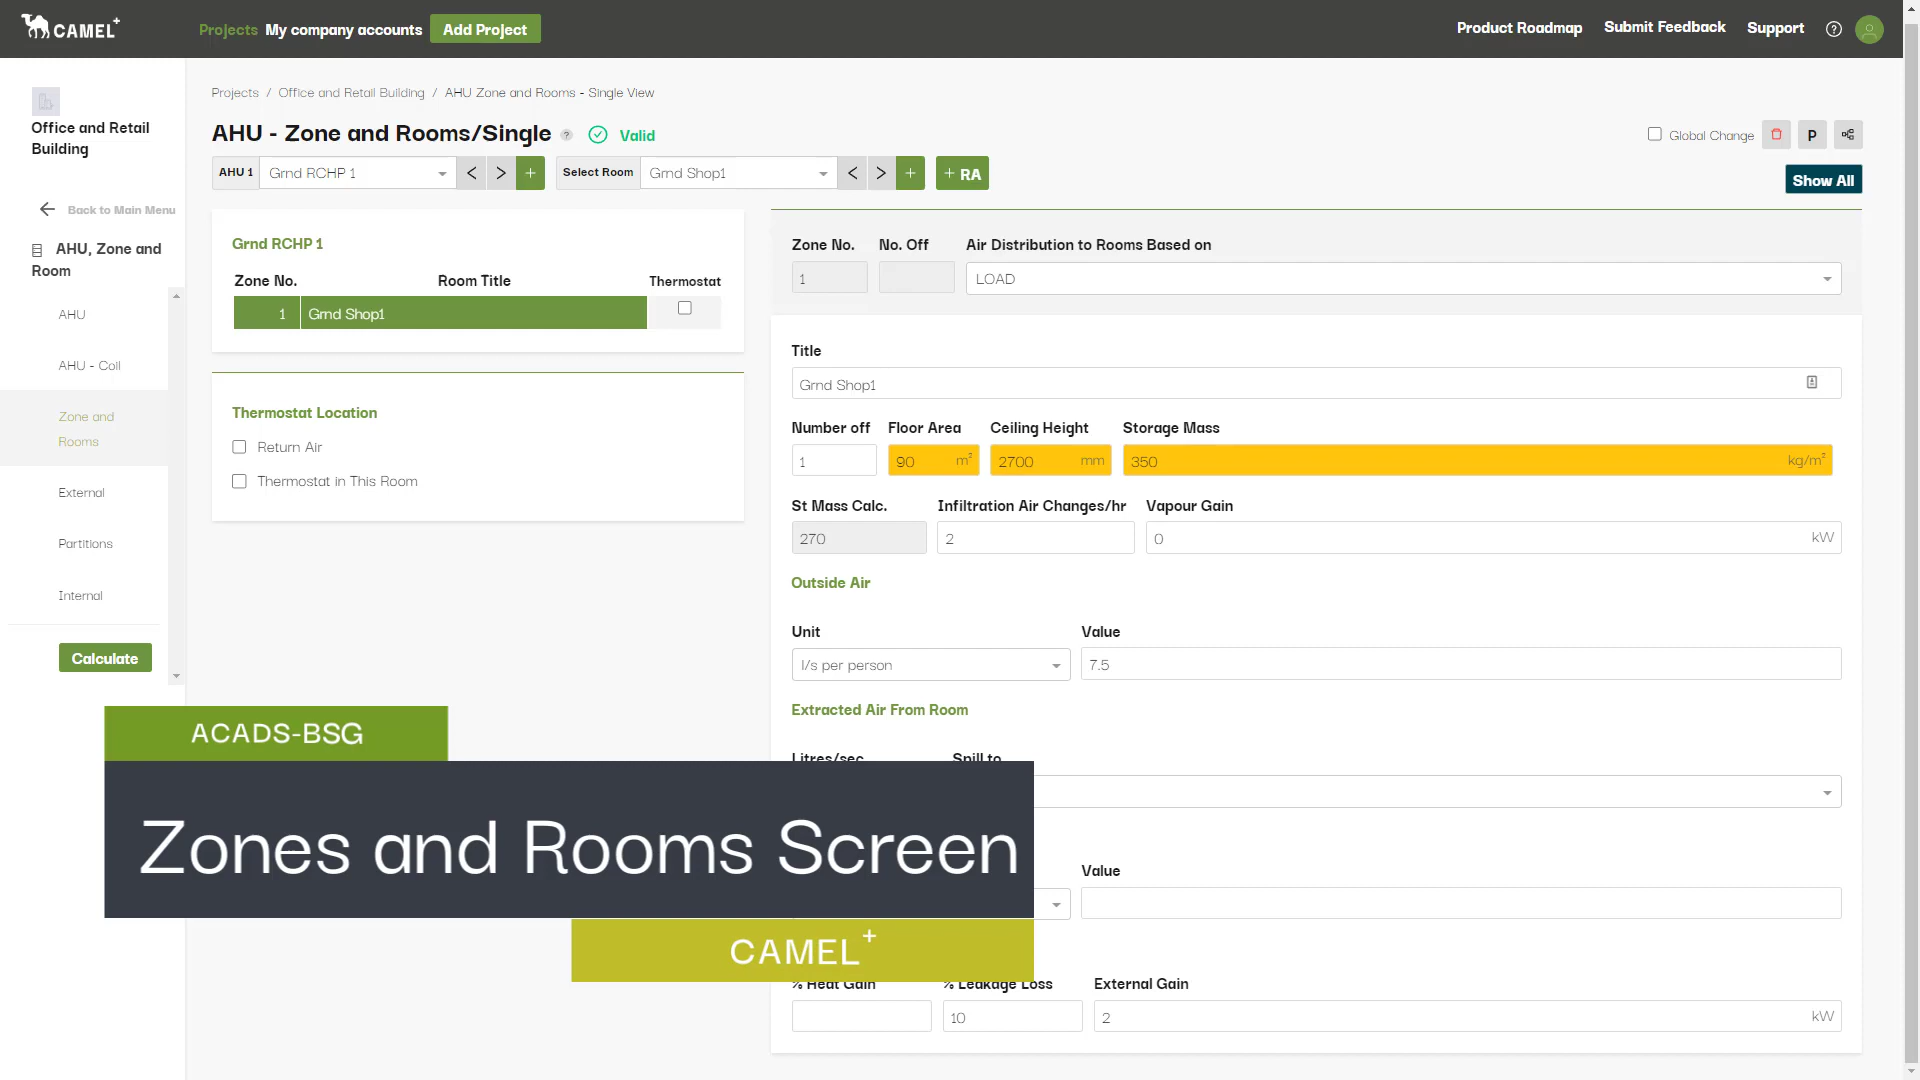 CAMEL+
Projects My company accounts Add Project
Product Roadmap Submit Feedback Support ?
Office and Retail
Building
Back to Main Menu
AHU, Zone and
Room
AHU
AHU - Coil
Zone and
Rooms
External
Partitions
Internal
Calculate
Projects / Office and Retail Building / AHU Zone and Rooms - Single View
AHU - Zone and Rooms/Single ? Valid
Global Change P
AHU 1 Grnd RCHP 1 < > + Select Room Grnd Shop1 < > + + RA
Show All
Grnd RCHP 1
Zone No. Room Title Thermostat
1 Grnd Shop1
Thermostat Location
Return Air
Thermostat in This Room
Zone No. No. Off Air Distribution to Rooms Based on
1 LOAD
Title
Grnd Shop1
Number off Floor Area Ceiling Height Storage Mass
1 90 m² 2700 mm 350 kg/m²
St Mass Calc. Infiltration Air Changes/hr Vapour Gain
270 2 0 kW
Outside Air
Unit Value
l/s per person 7.5
Extracted Air From Room
Litres/sec Spill to
Value
% Heat Gain % Leakage Loss External Gain
10 2 kW
ACADS-BSG
Zones and Rooms Screen
CAMEL+